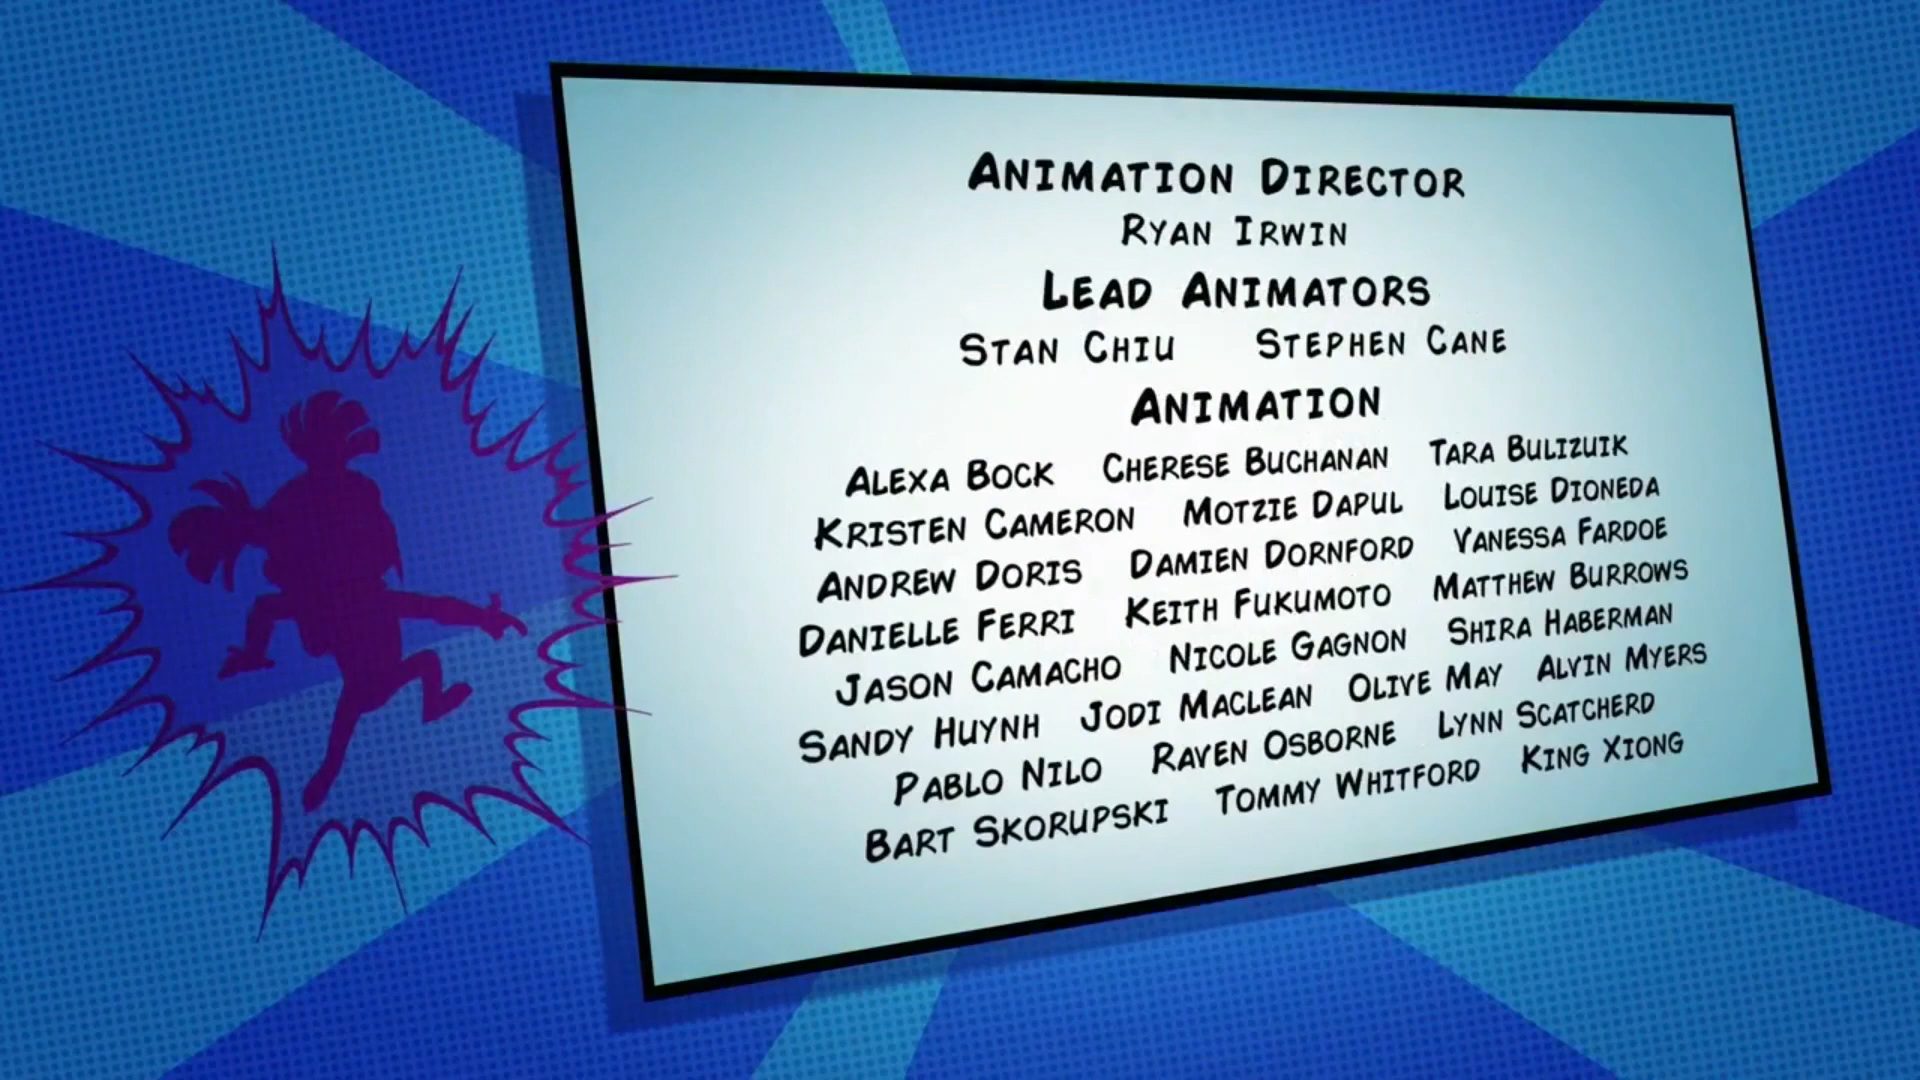 Animation Director
Ryan Irwin
Lead Animators
Stan Chiu Stephen Cane
Animation
Alexa Bock Cherese Buchanan Tara Bulizuik
Kristen Cameron Motzie Dapul Louise Dioneda
Andrew Doris Damien Dornford Vanessa Fardoe
Danielle Ferri Keith Fukumoto Matthew Burrows
Jason Camacho Nicole Gagnon Shira Haberman
Sandy Huynh Jodi Maclean Olive May Alvin Myers
Pablo Nilo Raven Osborne Lynn Scatcherd
Bart Skorupski Tommy Whitford King Xiong